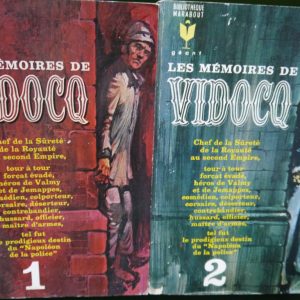 ÉMOIRES DE
DOCQ
Chef de la Sûreté
de la Royauté
au second Empire,
tour à tour
forçat évadé,
héros de Valmy
et de Jemappes,
comédien, colporteur,
corsaire, déserteur,
contrebandier,
hussard, officier,
maître d'armes,
tel fut
le prodigieux destin
du "Napoléon
de la police"
1
BIBLIOTHÈQUE
MARABOUT
géant
LES MÉMOIRES DE
VIDOCQ
Chef de la Sûreté
de la Royauté
au second Empire,
tour à tour
forçat évadé,
héros de Valmy
et de Jemappes,
comédien, colporteur,
corsaire, déserteur,
contrebandier,
hussard, officier,
maître d'armes,
tel fut
le prodigieux destin
du "Napoléon
de la police"
2